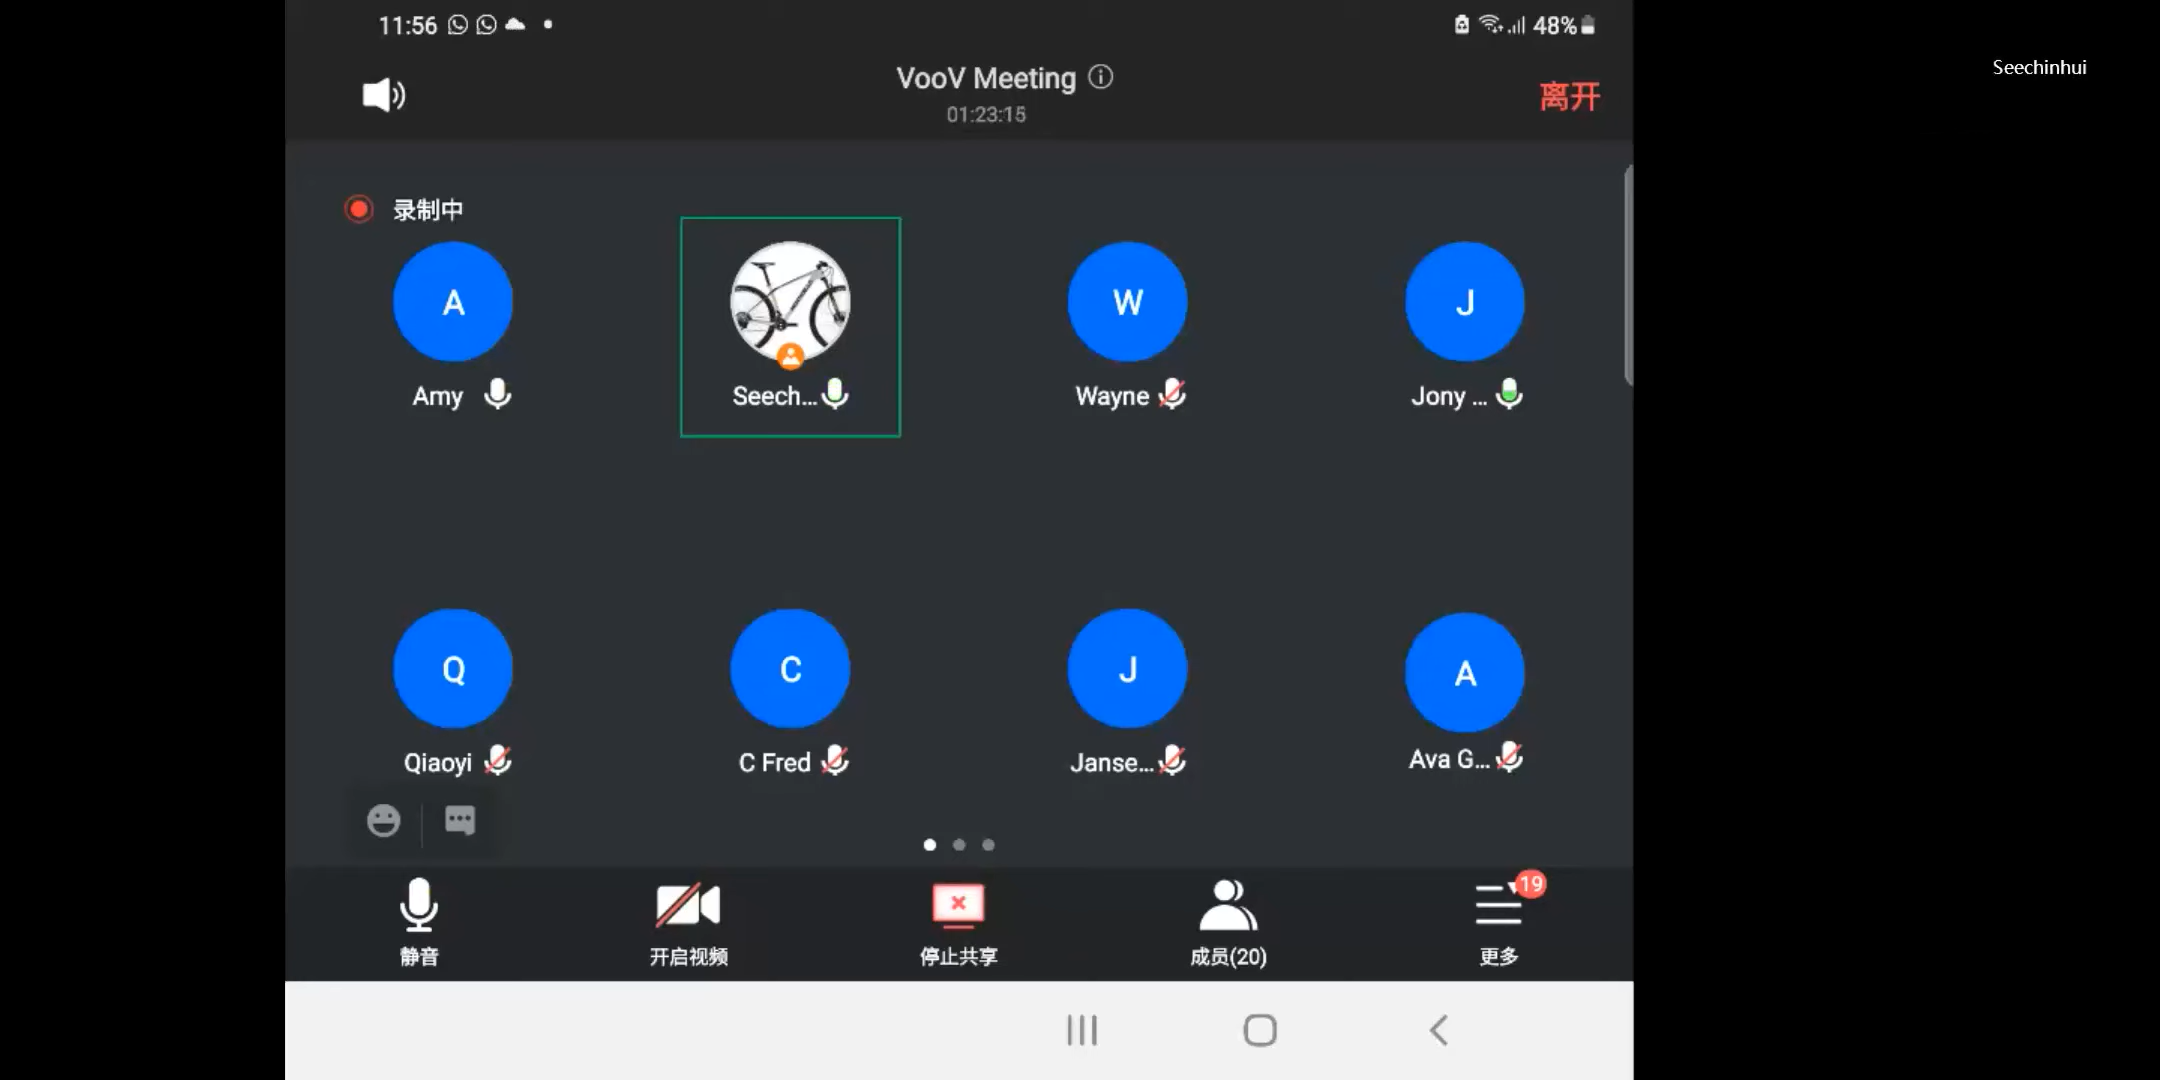 11:56
48%
Seechinhui
VooV Meeting
01:23:15
离开
录制中
A
W
J
Amy
Seech...
Wayne
Jony ...
Q
C
J
A
Qiaoyi
C Fred
Janse...
Ava G...
19
静音
开启视频
停止共享
成员(20)
更多